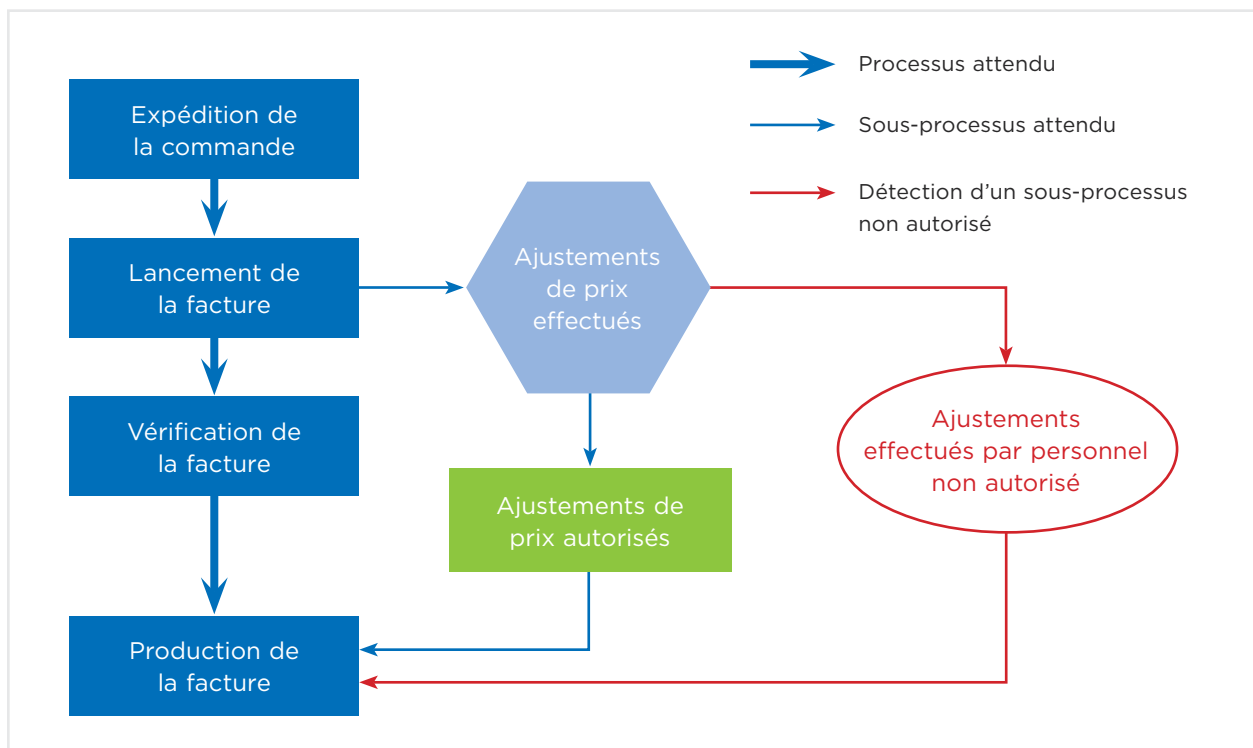 Expédition de
la commande
Lancement de
la facture
Vérification de
la facture
Production de
la facture
Ajustements
de prix
effectués
Ajustements de
prix autorisés
Processus attendu
Sous-processus attendu
Détection d’un sous-processus
non autorisé
Ajustements
effectués par personnel
non autorisé